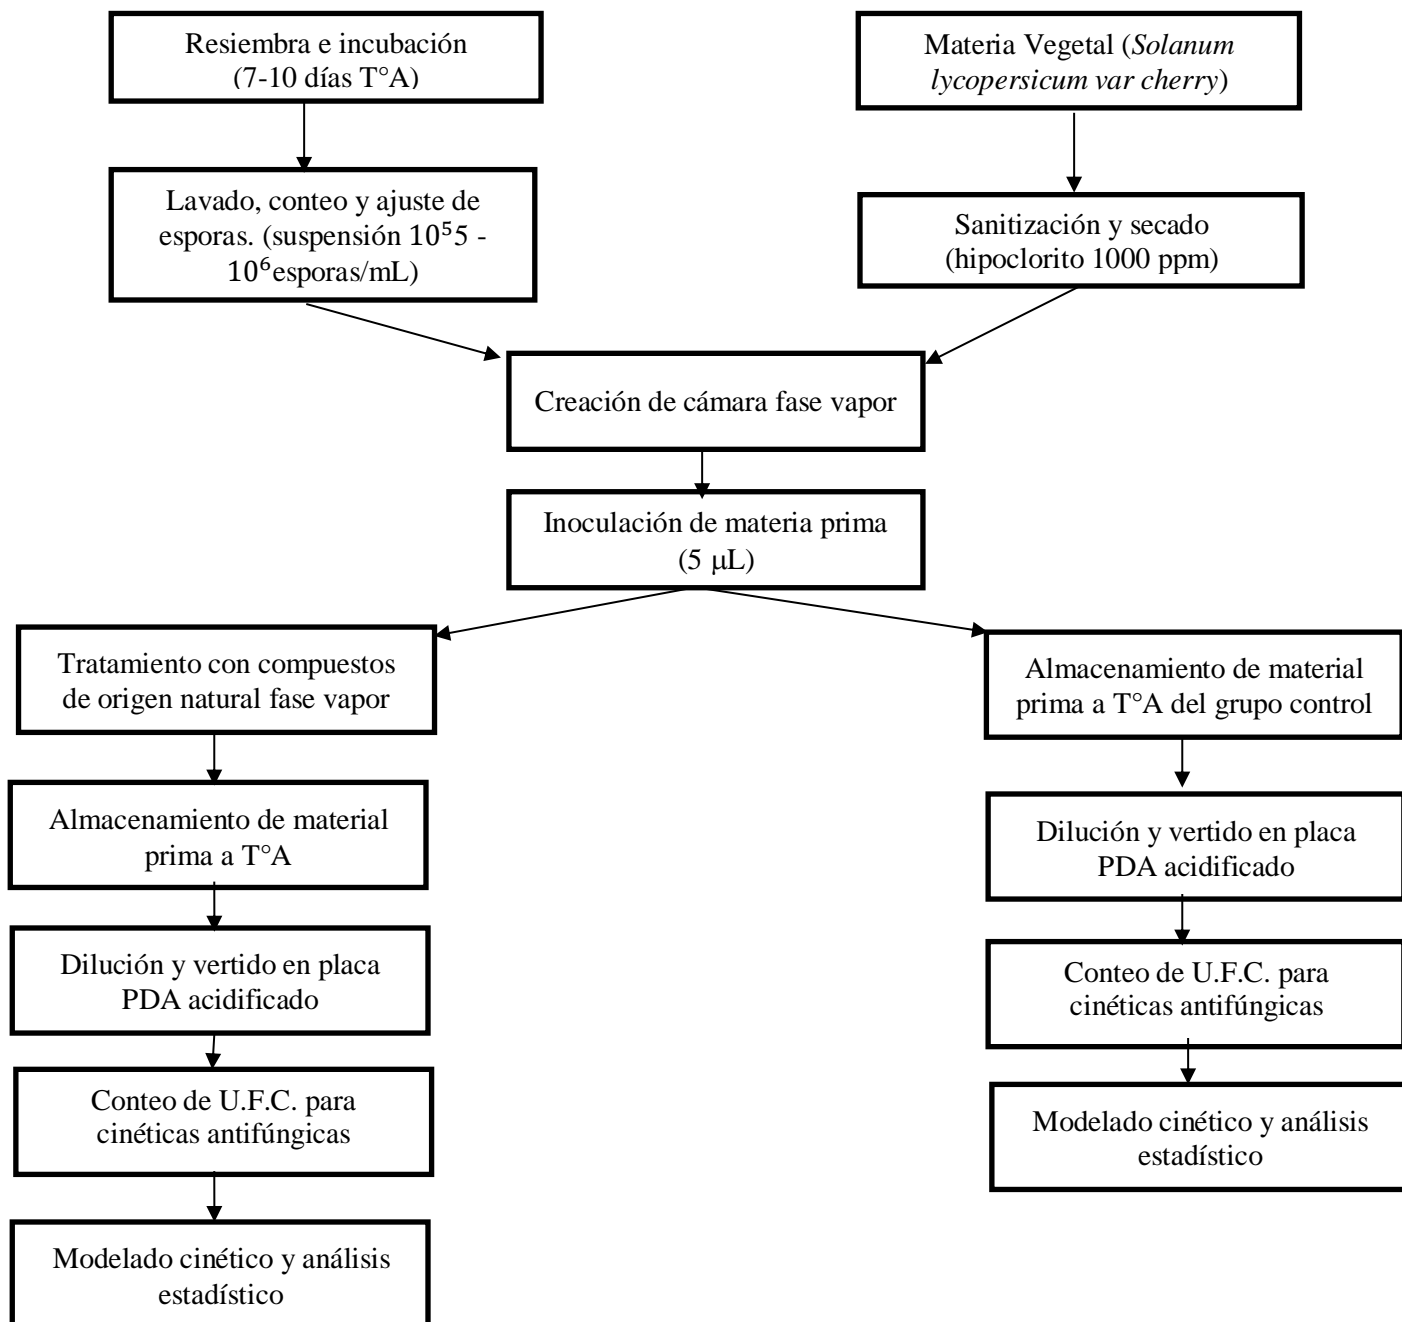 Resiembra e incubación
(7-10 días T°A)
Materia Vegetal (Solanum
lycopersicum var cherry)
Lavado, conteo y ajuste de
esporas. (suspensión 10⁵5 -
10⁶esporas/mL)
Sanitización y secado
(hipoclorito 1000 ppm)
Creación de cámara fase vapor
Inoculación de materia prima
(5 µL)
Tratamiento con compuestos
de origen natural fase vapor
Almacenamiento de material
prima a T°A
Dilución y vertido en placa
PDA acidificado
Conteo de U.F.C. para
cinéticas antifúngicas
Modelado cinético y análisis
estadístico
Almacenamiento de material
prima a T°A del grupo control
Dilución y vertido en placa
PDA acidificado
Conteo de U.F.C. para
cinéticas antifúngicas
Modelado cinético y análisis
estadístico